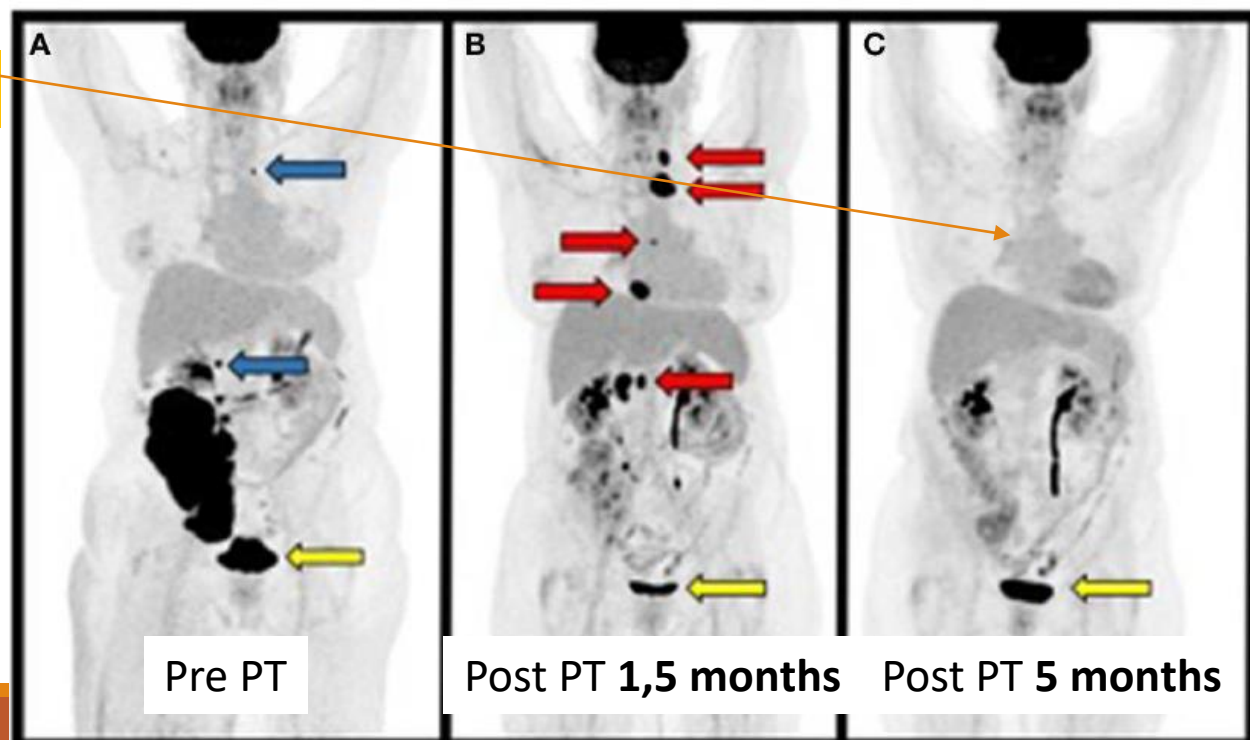 A
B
C
Pre PT
Post PT 1,5 months
Post PT 5 months